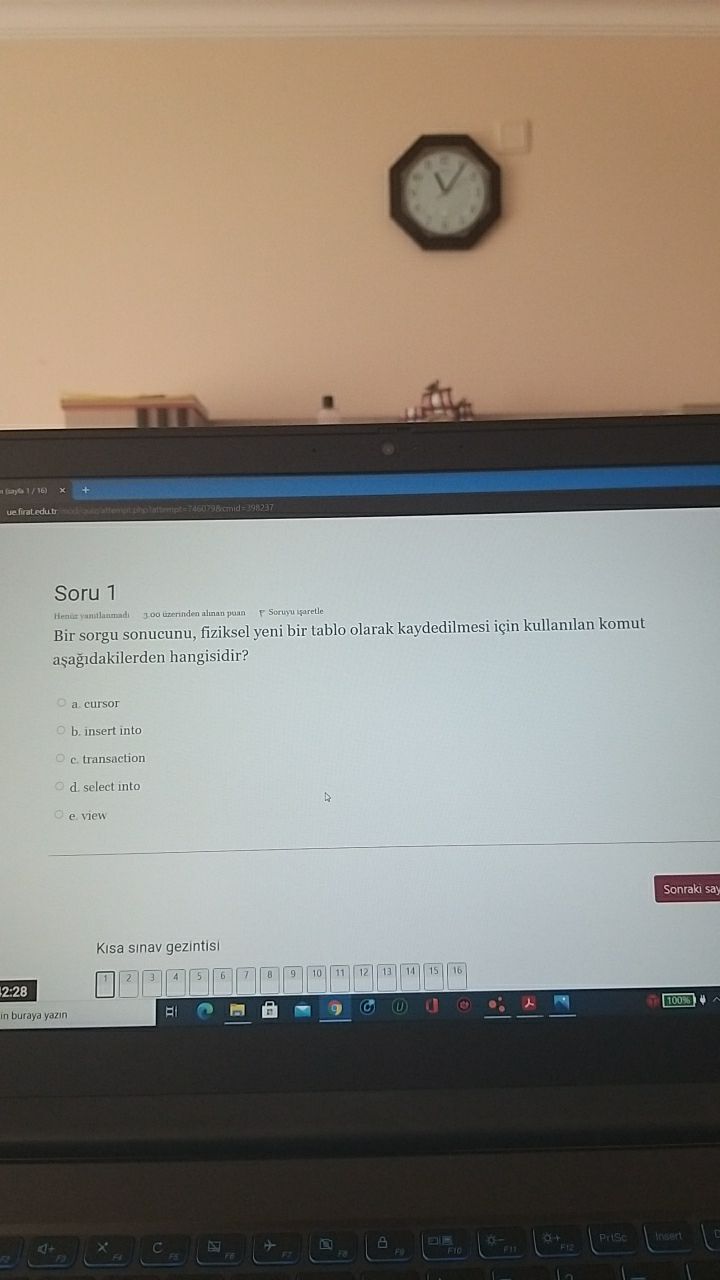 (sayfa 1 / 16) × +
ue.firat.edu.tr/mod/quiz/attempt.php?attempt=746079&cmid=398237
Soru 1
Henüz yanıtlanmadı 3.00 üzerinden alınan puan Soruyu işaretle
Bir sorgu sonucunu, fiziksel yeni bir tablo olarak kaydedilmesi için kullanılan komut
aşağıdakilerden hangisidir?
a. cursor
b. insert into
c. transaction
d. select into
e. view
Sonraki say
Kısa sınav gezintisi
1 2 3 4 5 6 7 8 9 10 11 12 13 14 15 16
2:28
in buraya yazın
100%
F3 F4 F5 F6 F7 F8 F9 F10 F11 F12 PrtSc Insert